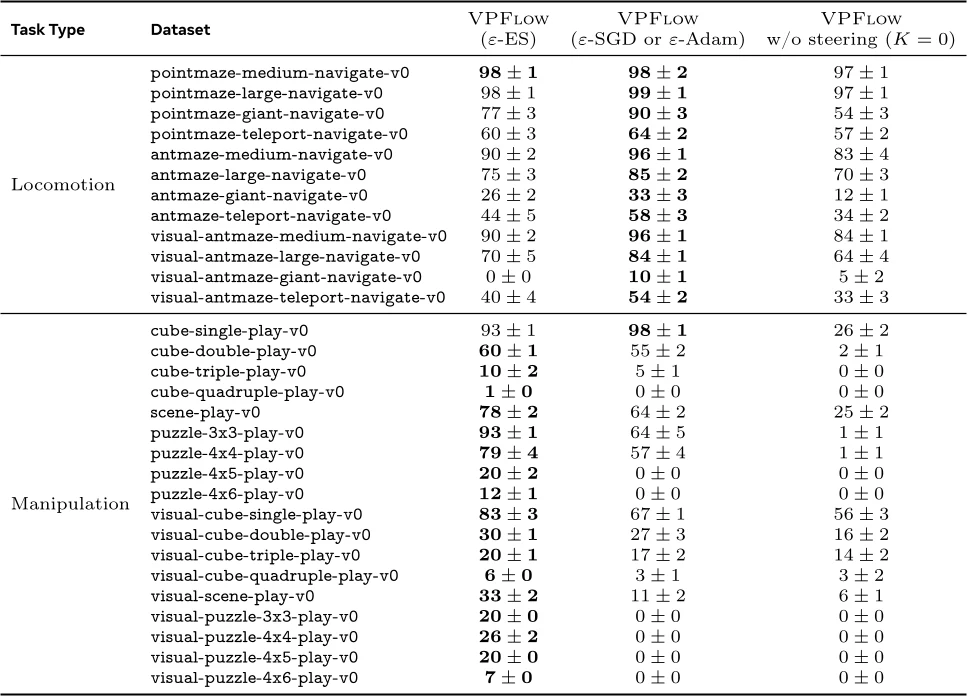 Task Type Dataset VPFlow (ε-ES) VPFlow (ε-SGD or ε-Adam) VPFlow w/o steering (K = 0)
Locomotion
pointmaze-medium-navigate-v0 98 ± 1 98 ± 2 97 ± 1
pointmaze-large-navigate-v0 98 ± 1 99 ± 1 97 ± 1
pointmaze-giant-navigate-v0 77 ± 3 90 ± 3 54 ± 3
pointmaze-teleport-navigate-v0 60 ± 3 64 ± 2 57 ± 2
antmaze-medium-navigate-v0 90 ± 2 96 ± 1 83 ± 4
antmaze-large-navigate-v0 75 ± 3 85 ± 2 70 ± 3
antmaze-giant-navigate-v0 26 ± 2 33 ± 3 12 ± 1
antmaze-teleport-navigate-v0 44 ± 5 58 ± 3 34 ± 2
visual-antmaze-medium-navigate-v0 90 ± 2 96 ± 1 84 ± 1
visual-antmaze-large-navigate-v0 70 ± 5 84 ± 1 64 ± 4
visual-antmaze-giant-navigate-v0 0 ± 0 10 ± 1 5 ± 2
visual-antmaze-teleport-navigate-v0 40 ± 4 54 ± 2 33 ± 3
Manipulation
cube-single-play-v0 93 ± 1 98 ± 1 26 ± 2
cube-double-play-v0 60 ± 1 55 ± 2 2 ± 1
cube-triple-play-v0 10 ± 2 5 ± 1 0 ± 0
cube-quadruple-play-v0 1 ± 0 0 ± 0 0 ± 0
scene-play-v0 78 ± 2 64 ± 2 25 ± 2
puzzle-3x3-play-v0 93 ± 1 64 ± 5 1 ± 1
puzzle-4x4-play-v0 79 ± 4 57 ± 4 1 ± 1
puzzle-4x5-play-v0 20 ± 2 0 ± 0 0 ± 0
puzzle-4x6-play-v0 12 ± 1 0 ± 0 0 ± 0
visual-cube-single-play-v0 83 ± 3 67 ± 1 56 ± 3
visual-cube-double-play-v0 30 ± 1 27 ± 3 16 ± 2
visual-cube-triple-play-v0 20 ± 1 17 ± 2 14 ± 2
visual-cube-quadruple-play-v0 6 ± 0 3 ± 1 3 ± 2
visual-scene-play-v0 33 ± 2 11 ± 2 6 ± 1
visual-puzzle-3x3-play-v0 20 ± 0 0 ± 0 0 ± 0
visual-puzzle-4x4-play-v0 26 ± 2 0 ± 0 0 ± 0
visual-puzzle-4x5-play-v0 20 ± 0 0 ± 0 0 ± 0
visual-puzzle-4x6-play-v0 7 ± 0 0 ± 0 0 ± 0